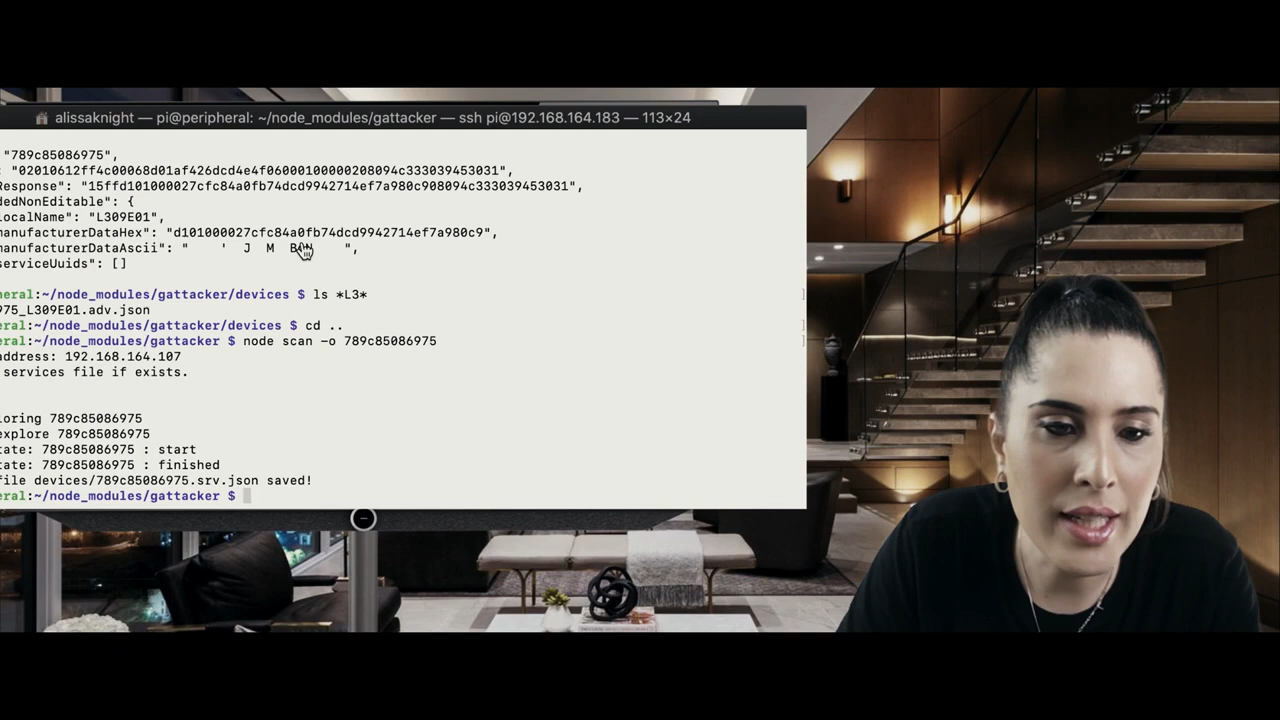 alissaknight — pi@peripheral: ~/node_modules/gattacker — ssh pi@192.168.164.183 — 113×24
"789c85086975",
: "02010612ff4c00068d01af426dcd4e4f06000100000208094c333039453031",
Response": "15ffd101000027cfc84a0fb74dcd9942714ef7a980c908094c333039453031",
dedNonEditable": {
localName": "L309E01",
manufacturerDataHex": "d101000027cfc84a0fb74dcd9942714ef7a980c9",
manufacturerDataAscii": " ' J M B ",
serviceUuids": []
eral:~/node_modules/gattacker/devices $ ls *L3*
975_L309E01.adv.json
eral:~/node_modules/gattacker/devices $ cd ..
eral:~/node_modules/gattacker $ node scan -o 789c85086975
address: 192.168.164.107
services file if exists.
loring 789c85086975
explore 789c85086975
tate: 789c85086975 : start
tate: 789c85086975 : finished
file devices/789c85086975.srv.json saved!
eral:~/node_modules/gattacker $